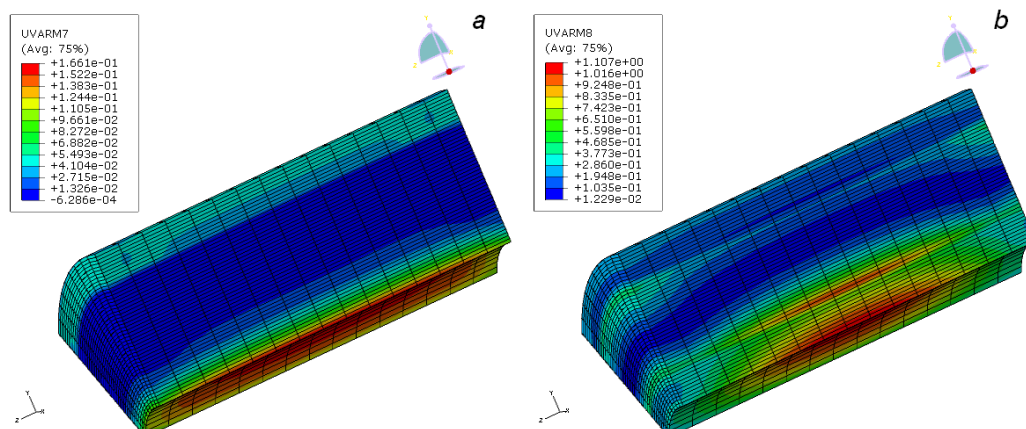 a
UVARM7
(Avg: 75%)
+1.661e-01
+1.522e-01
+1.383e-01
+1.244e-01
+1.105e-01
+9.661e-02
+8.272e-02
+6.882e-02
+5.493e-02
+4.104e-02
+2.715e-02
+1.326e-02
-6.286e-04
Y
X
Z
Y
Z
X
b
UVARM8
(Avg: 75%)
+1.107e+00
+1.016e+00
+9.248e-01
+8.335e-01
+7.423e-01
+6.510e-01
+5.598e-01
+4.685e-01
+3.773e-01
+2.860e-01
+1.948e-01
+1.035e-01
+1.229e-02
Y
X
Z
Y
Z
X